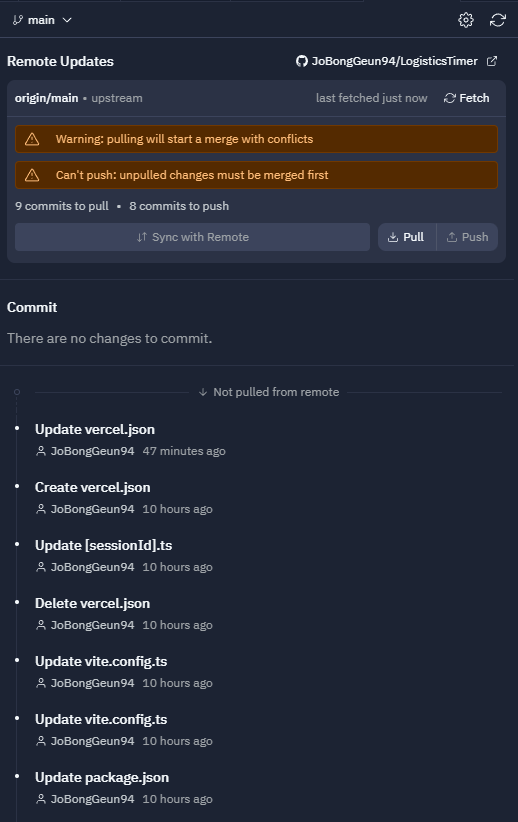 main
Remote Updates JoBongGeun94/LogisticsTimer
origin/main • upstream last fetched just now Fetch
Warning: pulling will start a merge with conflicts
Can't push: unpulled changes must be merged first
9 commits to pull • 8 commits to push
Sync with Remote Pull Push
Commit
There are no changes to commit.
Not pulled from remote
Update vercel.json
JoBongGeun94 47 minutes ago
Create vercel.json
JoBongGeun94 10 hours ago
Update [sessionId].ts
JoBongGeun94 10 hours ago
Delete vercel.json
JoBongGeun94 10 hours ago
Update vite.config.ts
JoBongGeun94 10 hours ago
Update vite.config.ts
JoBongGeun94 10 hours ago
Update package.json
JoBongGeun94 10 hours ago